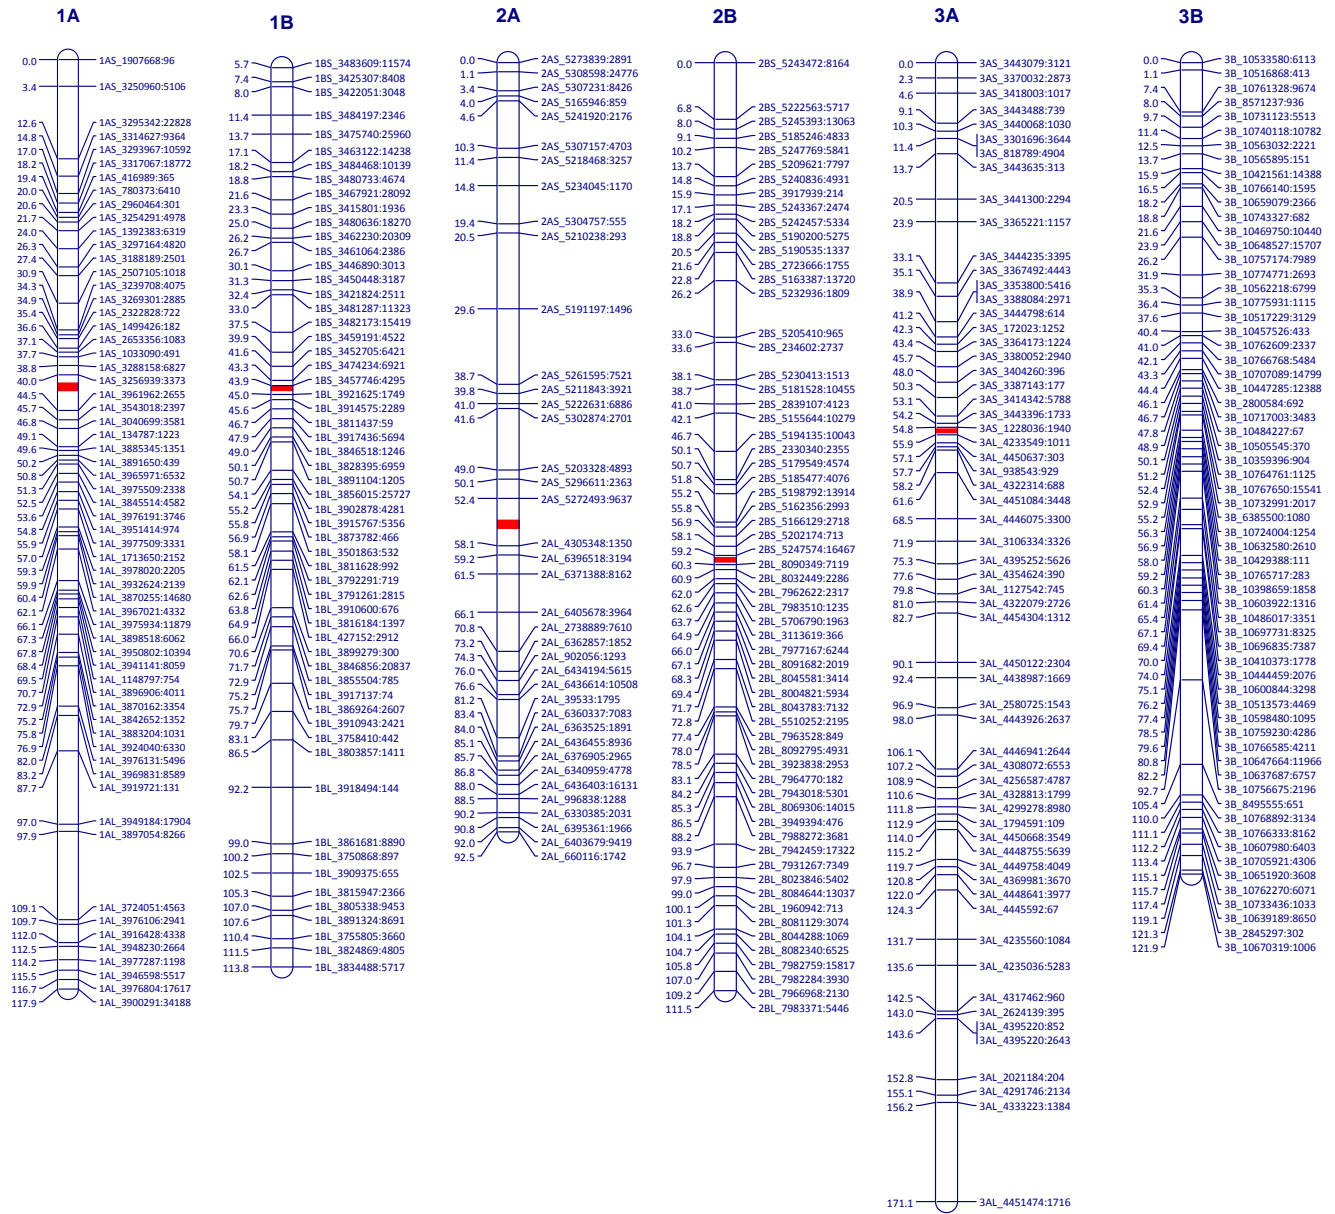 1A
0.0 1AS_1907668:96
3.4 1AS_3250960:5106
12.6 1AS_3295342:22828
14.8 1AS_3314627:9364
17.0 1AS_3293967:10592
18.2 1AS_3317067:18772
19.4 1AS_416989:365
20.0 1AS_780373:6410
20.6 1AS_2960464:301
21.7 1AS_3254291:4978
24.0 1AS_1392383:6319
26.3 1AS_3297164:4820
27.4 1AS_3188189:2501
30.9 1AS_2507105:1018
34.3 1AS_3239708:4075
34.9 1AS_3269301:2885
35.4 1AS_2322828:722
36.6 1AS_1499426:182
37.1 1AS_2653356:1083
37.7 1AS_1033090:491
38.8 1AS_3288158:6827
40.0 1AS_3256939:3373
44.5 1AL_3961962:2655
45.7 1AL_3543018:2397
46.8 1AL_3040699:3581
49.1 1AL_134787:1223
49.6 1AL_3885345:1351
50.2 1AL_3891650:439
50.8 1AL_3965971:6532
51.3 1AL_3975509:2338
52.5 1AL_3845514:4582
53.6 1AL_3976191:3746
54.8 1AL_3951414:974
55.9 1AL_3977509:3331
57.0 1AL_1713650:2152
59.3 1AL_3978020:2205
59.9 1AL_3932624:2139
60.4 1AL_3870255:14680
62.1 1AL_3967021:4332
66.1 1AL_3975934:11879
67.3 1AL_3898518:6062
67.8 1AL_3950802:10394
68.4 1AL_3941141:8059
69.5 1AL_1148797:754
70.7 1AL_3896906:4011
72.9 1AL_3870162:3354
75.2 1AL_3842652:1352
75.8 1AL_3883204:1031
76.9 1AL_3924040:6330
82.0 1AL_3976131:5496
83.2 1AL_3969831:8589
87.7 1AL_3919721:131
97.0 1AL_3949184:17904
97.9 1AL_3897054:8266
109.1 1AL_3724051:4563
109.7 1AL_3976106:2941
112.0 1AL_3916428:4338
112.5 1AL_3948230:2664
114.2 1AL_3977287:1198
115.5 1AL_3946598:5517
116.7 1AL_3976804:17617
117.9 1AL_3900291:34188
1B
5.7 1BS_3483609:11574
7.4 1BS_3425307:8408
8.0 1BS_3422051:3048
11.4 1BS_3484197:2346
13.7 1BS_3475740:25960
17.1 1BS_3463122:14238
18.2 1BS_3484468:10139
18.8 1BS_3480733:4674
21.6 1BS_3467921:28092
23.3 1BS_3415801:1936
25.0 1BS_3480636:18270
26.2 1BS_3462230:20309
26.7 1BS_3461064:2386
30.1 1BS_3446890:3013
31.3 1BS_3450448:3187
32.4 1BS_3421824:2511
33.0 1BS_3481287:11323
37.5 1BS_3482173:15419
39.9 1BS_3459191:4522
41.6 1BS_3452705:6421
43.3 1BS_3474234:6921
43.9 1BS_3457746:4295
45.0 1BL_3921625:1749
45.6 1BL_3914575:2289
46.7 1BL_3811437:59
47.9 1BL_3917436:5694
49.0 1BL_3846518:1246
50.1 1BL_3828395:6959
50.7 1BL_3891104:1205
54.1 1BL_3856015:25727
55.2 1BL_3902878:4281
55.8 1BL_3915767:5356
56.9 1BL_3873782:466
58.1 1BL_3501863:532
61.5 1BL_3811628:992
62.1 1BL_3792291:719
62.6 1BL_3791261:2815
63.8 1BL_3910600:676
64.9 1BL_3816184:1397
66.0 1BL_427152:2912
70.6 1BL_3899279:300
71.7 1BL_3846856:20837
72.9 1BL_3855504:785
75.2 1BL_3917137:74
75.7 1BL_3869264:2607
79.7 1BL_3910943:2421
83.1 1BL_3758410:442
86.5 1BL_3803857:1411
92.2 1BL_3918494:144
99.0 1BL_3861681:8890
100.2 1BL_3750868:897
102.5 1BL_3909375:655
105.3 1BL_3815947:2366
107.0 1BL_3805338:9453
107.6 1BL_3891324:8691
110.4 1BL_3755805:3660
111.5 1BL_3824869:4805
113.8 1BL_3834488:5717
2A
0.0 2AS_5273839:2891
1.1 2AS_5308598:24776
3.4 2AS_5307231:8426
4.0 2AS_5165946:859
4.6 2AS_5241920:2176
10.3 2AS_5307157:4703
11.4 2AS_5218468:3257
14.8 2AS_5234045:1170
19.4 2AS_5304757:555
20.5 2AS_5210238:293
29.6 2AS_5191197:1496
38.7 2AS_5261595:7521
39.8 2AS_5211843:3921
41.0 2AS_5222631:6886
41.6 2AS_5302874:2701
49.0 2AS_5203328:4893
50.1 2AS_5296611:2363
52.4 2AS_5272493:9637
58.1 2AL_4305348:1350
59.2 2AL_6396518:3194
61.5 2AL_6371388:8162
66.1 2AL_6405678:3964
70.8 2AL_2738889:7610
73.2 2AL_6362857:1852
74.3 2AL_902056:1293
76.0 2AL_6434194:5615
76.6 2AL_6436614:10508
81.2 2AL_39533:1795
83.4 2AL_6360337:7083
84.0 2AL_6363525:1891
85.1 2AL_6436455:8936
85.7 2AL_6376905:2965
86.8 2AL_6340959:4778
88.0 2AL_6436403:16131
88.5 2AL_996838:1288
90.2 2AL_6330385:2031
90.8 2AL_6395361:1966
92.0 2AL_6403679:9419
92.5 2AL_660116:1742
2B
0.0 2BS_5243472:8164
6.8 2BS_5222563:5717
8.0 2BS_5245393:13063
9.1 2BS_5185246:4833
10.2 2BS_5247769:5841
13.7 2BS_5209621:7797
14.8 2BS_5240836:4931
15.9 2BS_3917939:214
17.1 2BS_5243367:2474
18.2 2BS_5242457:5334
18.8 2BS_5190200:5275
20.5 2BS_5190535:1337
21.6 2BS_2723666:1755
22.8 2BS_5163387:13720
26.2 2BS_5232936:1809
33.0 2BS_5205410:965
33.6 2BS_234602:2737
38.1 2BS_5230413:1513
38.7 2BS_5181528:10455
41.0 2BS_2839107:4123
42.1 2BS_5155644:10279
46.7 2BS_5194135:10043
50.1 2BS_2330340:2355
50.7 2BS_5179549:4574
51.8 2BS_5185477:4076
55.2 2BS_5198792:13914
55.8 2BS_5162356:2993
56.9 2BS_5166129:2718
58.1 2BS_5202174:713
59.2 2BS_5247574:16467
60.3 2BL_8090349:7119
60.9 2BL_8032449:2286
62.0 2BL_7962622:2317
62.6 2BL_7983510:1235
63.7 2BL_5706790:1963
64.9 2BL_3113619:366
66.0 2BL_7977167:6244
67.1 2BL_8091682:2019
68.3 2BL_8045581:3414
69.4 2BL_8004821:5934
71.7 2BL_8043783:7132
72.8 2BL_5510252:2195
77.4 2BL_7963528:849
78.0 2BL_8092795:4931
78.5 2BL_3923838:2953
83.1 2BL_7964770:182
84.2 2BL_7943018:5301
85.3 2BL_8069306:14015
86.5 2BL_3949394:476
88.2 2BL_7988272:3681
93.9 2BL_7942459:17322
96.7 2BL_7931267:7349
97.9 2BL_8023846:5402
99.0 2BL_8084644:13037
100.1 2BL_1960942:713
101.3 2BL_8081129:3074
104.1 2BL_8044288:1069
104.7 2BL_8082340:6525
105.8 2BL_7982759:15817
107.0 2BL_7982284:3930
109.2 2BL_7966968:2130
111.5 2BL_7983371:5446
3A
0.0 3AS_3443079:3121
2.3 3AS_3370032:2873
4.6 3AS_3418003:1017
9.1 3AS_3443488:739
10.3 3AS_3440068:1030
11.4 3AS_3301696:3644
3AS_818789:4904
13.7 3AS_3443635:313
20.5 3AS_3441300:2294
23.9 3AS_3365221:1157
33.1 3AS_3444235:3395
35.1 3AS_3367492:4443
38.9 3AS_3353800:5416
3AS_3388084:2971
41.2 3AS_3444798:614
42.3 3AS_172023:1252
43.4 3AS_3364173:1224
45.7 3AS_3380052:2940
48.0 3AS_3404260:396
50.3 3AS_3387143:177
53.1 3AS_3414342:5788
54.2 3AS_3443396:1733
54.8 3AS_1228036:1940
55.9 3AL_4233549:1011
57.1 3AL_4450637:303
57.7 3AL_938543:929
58.2 3AL_4322314:688
61.6 3AL_4451084:3448
68.5 3AL_4446075:3300
71.9 3AL_3106334:3326
75.3 3AL_4395252:5626
77.6 3AL_4354624:390
79.8 3AL_1127542:745
81.0 3AL_4322079:2726
82.7 3AL_4454304:1312
90.1 3AL_4450122:2304
92.4 3AL_4438987:1669
96.9 3AL_2580725:1543
98.0 3AL_4443926:2637
106.1 3AL_4446941:2644
107.2 3AL_4308072:6553
108.9 3AL_4256587:4787
110.6 3AL_4328813:1799
111.8 3AL_4299278:8980
112.9 3AL_1794591:109
114.0 3AL_4450668:3549
115.2 3AL_4448755:5639
119.7 3AL_4449758:4049
120.8 3AL_4369981:3670
122.0 3AL_4448641:3977
124.3 3AL_4445592:67
131.7 3AL_4235560:1084
135.6 3AL_4235036:5283
142.5 3AL_4317462:960
143.0 3AL_2624139:395
143.6 3AL_4395220:852
3AL_4395220:2643
152.8 3AL_2021184:204
155.1 3AL_4291746:2134
156.2 3AL_4333223:1384
171.1 3AL_4451474:1716
3B
0.0 3B_10533580:6113
1.1 3B_10516868:413
7.4 3B_10761328:9674
8.0 3B_8571237:936
9.7 3B_10731123:5513
11.4 3B_10740118:10782
12.5 3B_10563032:2221
13.7 3B_10565895:151
15.9 3B_10421561:14388
16.5 3B_10766140:1595
18.2 3B_10659079:2366
18.8 3B_10743327:682
21.6 3B_10469750:10440
23.9 3B_10648527:15707
26.2 3B_10757174:7989
31.9 3B_10774771:2693
35.3 3B_10562218:6799
36.4 3B_10775931:1115
37.6 3B_10517229:3129
40.4 3B_10457526:433
41.0 3B_10762609:2337
42.1 3B_10766768:5484
43.3 3B_10707089:14799
44.4 3B_10447285:12388
46.1 3B_2800584:692
46.7 3B_10717003:3483
47.8 3B_10484227:67
48.9 3B_10505545:370
50.1 3B_10359396:904
51.2 3B_10764761:1125
52.4 3B_10767650:15541
52.9 3B_10732991:2017
55.2 3B_6385500:1080
56.3 3B_10724004:1254
56.9 3B_10632580:2610
58.0 3B_10429388:111
59.2 3B_10765717:283
60.3 3B_10398659:1858
61.4 3B_10603922:1316
65.4 3B_10486017:3351
67.1 3B_10697731:8325
69.4 3B_10696835:7387
70.0 3B_10410373:1778
74.0 3B_10444459:2076
75.1 3B_10600844:3298
76.2 3B_10513573:4469
77.4 3B_10598480:1095
78.5 3B_10759230:4286
79.6 3B_10766585:4211
80.8 3B_10647664:11966
82.2 3B_10637687:6757
92.7 3B_10756675:2196
105.4 3B_8495555:651
110.0 3B_10768892:3134
111.1 3B_10766333:8162
112.2 3B_10607980:6403
113.4 3B_10705921:4306
115.1 3B_10651920:3608
115.7 3B_10762270:6071
117.4 3B_10733436:1033
119.1 3B_10639189:8650
121.3 3B_2845297:302
121.9 3B_10670319:1006